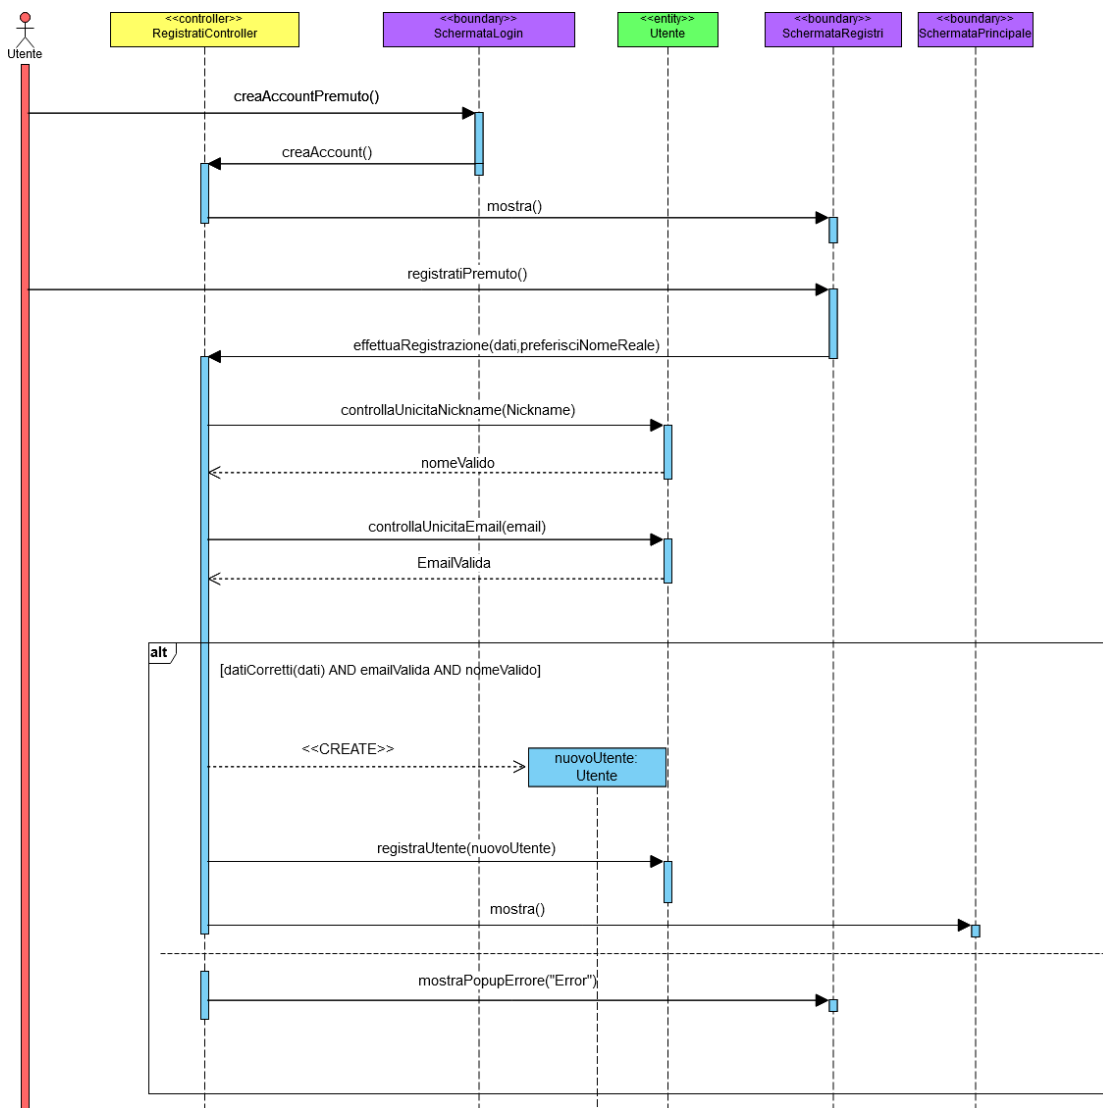 <<controller>>
RegistratiController
<<boundary>>
SchermataLogin
<<entity>>
Utente
<<boundary>>
SchermataRegistri
<<boundary>>
SchermataPrincipale
Utente
creaAccountPremuto()
creaAccount()
mostra()
registratiPremuto()
effettuaRegistrazione(dati,preferisciNomeReale)
controllaUnicitaNickname(Nickname)
nomeValido
controllaUnicitaEmail(email)
EmailValida
alt
[datiCorretti(dati) AND emailValida AND nomeValido]
<<CREATE>>
nuovoUtente:
Utente
registraUtente(nuovoUtente)
mostra()
mostraPopupErrore("Error")